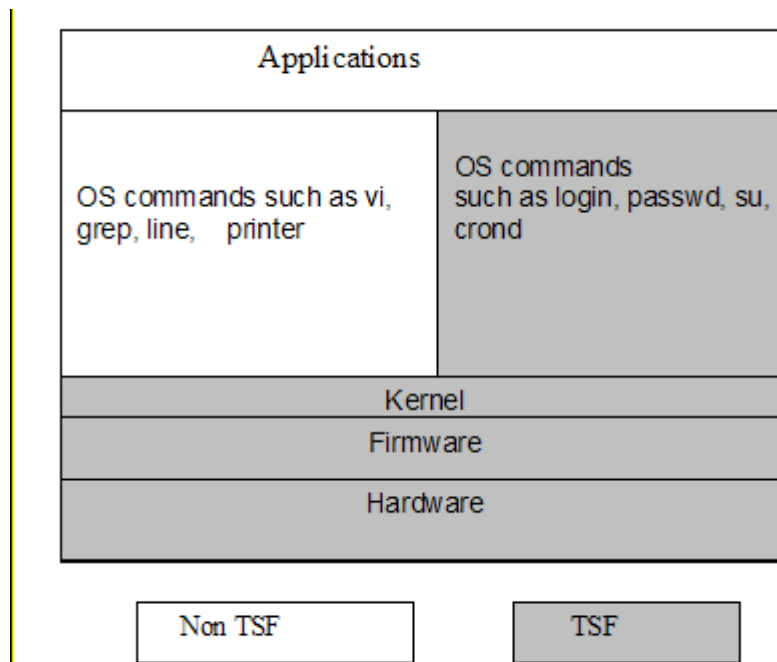 Applications
OS commands such as vi,
grep, line, printer
OS commands
such as login, passwd, su,
crond
Kernel
Firmware
Hardware
Non TSF
TSF